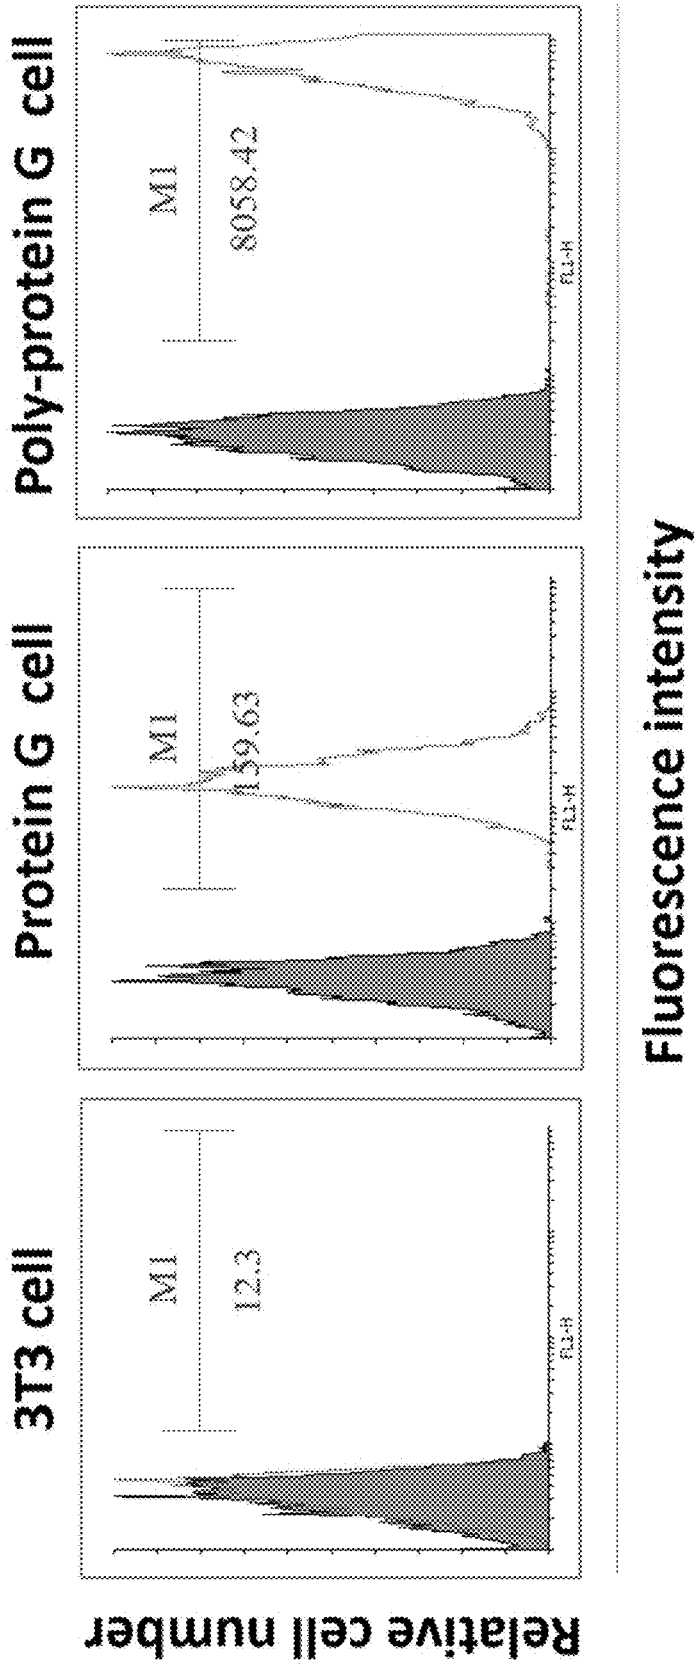 3T3 cell
Protein G cell
Poly-protein G cell
Relative cell number
M1
12.3
FL1-H
M1
159.63
FL1-H
M1
8058.42
FL1-H
Fluorescence intensity